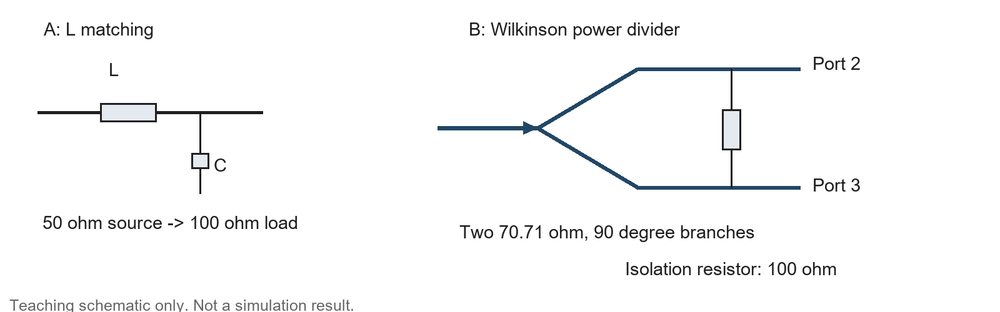 A: L matching
L
C
50 ohm source -> 100 ohm load
B: Wilkinson power divider
Port 2
Port 3
Two 70.71 ohm, 90 degree branches
Isolation resistor: 100 ohm
Teaching schematic only. Not a simulation result.